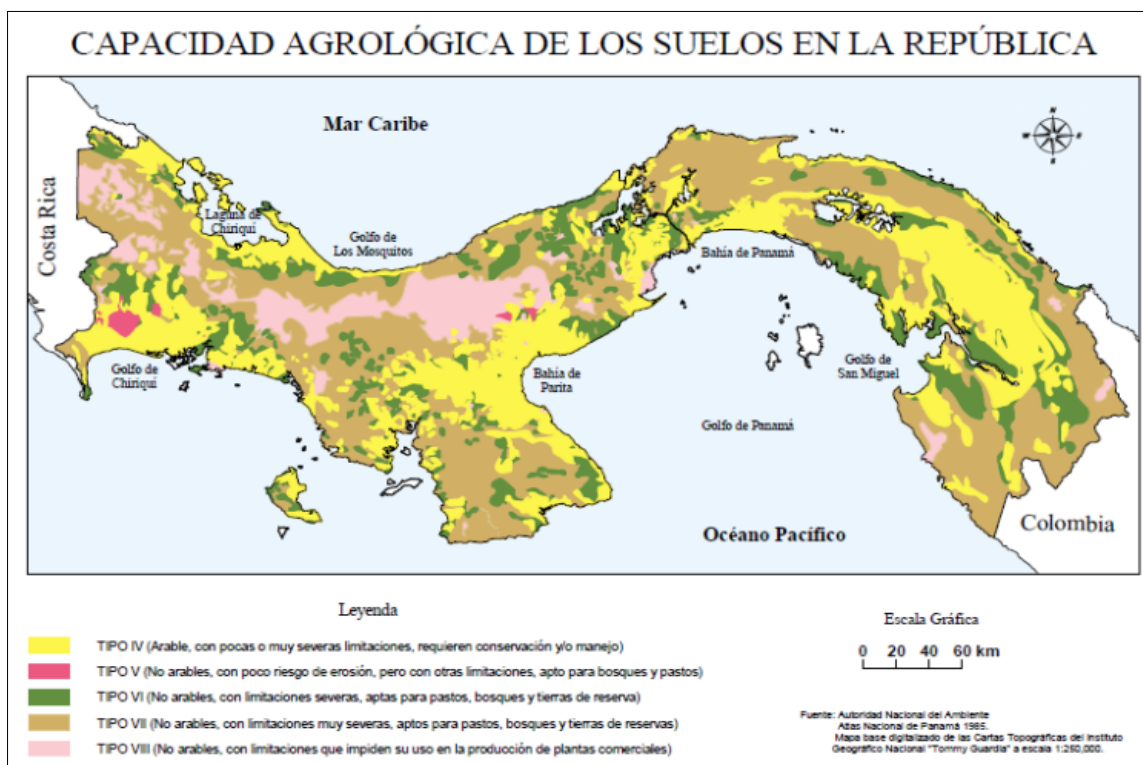 CAPACIDAD AGROLÓGICA DE LOS SUELOS EN LA REPÚBLICA
Mar Caribe
N
W
E
S
Costa Rica
Laguna de
Chiriquí
Golfo de
Los Mosquitos
Bahía de Panamá
Golfo de
Chiriquí
Bahía de
Parita
Golfo de
San Miguel
Golfo de Panamá
Océano Pacífico
Colombia
Leyenda
TIPO IV (Arable, con pocas o muy severas limitaciones, requieren conservación y/o manejo)
TIPO V (No arables, con poco riesgo de erosión, pero con otras limitaciones, apto para bosques y pastos)
TIPO VI (No arables, con limitaciones severas, aptas para pastos, bosques y tierras de reserva)
TIPO VII (No arables, con limitaciones muy severas, aptos para pastos, bosques y tierras de reservas)
TIPO VIII (No arables, con limitaciones que impiden su uso en la producción de plantas comerciales)
Escala Gráfica
0 20 40 60 km
Fuente: Autoridad Nacional del Ambiente
Atlas Nacional de Panamá 1985.
Mapa base digitalizado de las Cartas Topográficas del Instituto
Geográfico Nacional "Tommy Guardia" a escala 1:250,000.